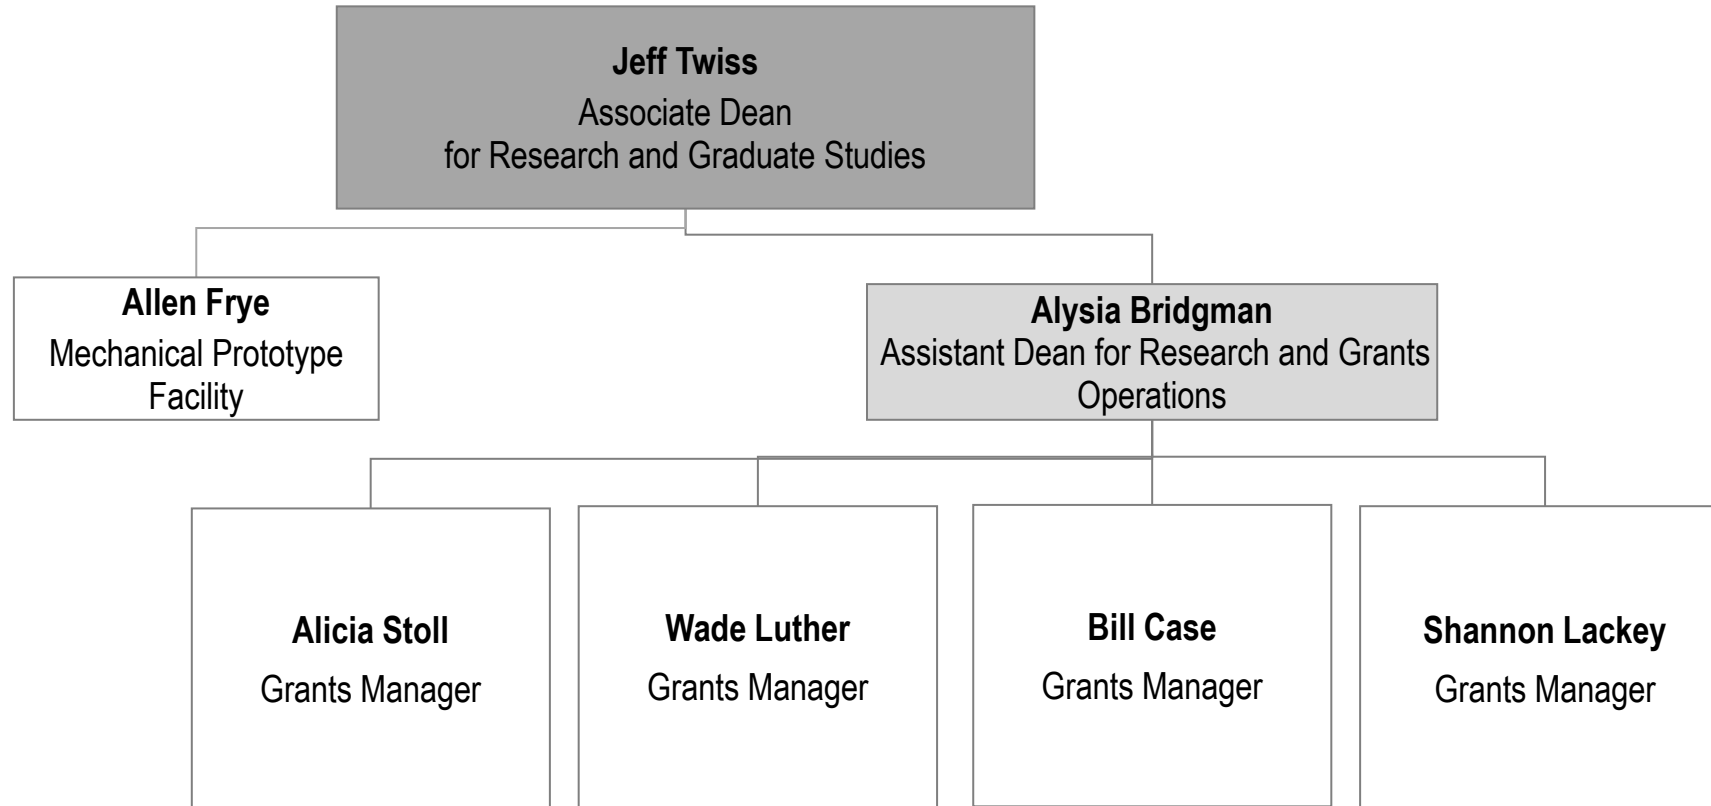 Jeff Twiss
Associate Dean
for Research and Graduate Studies
Allen Frye
Mechanical Prototype
Facility
Alysia Bridgman
Assistant Dean for Research and Grants
Operations
Alicia Stoll
Grants Manager
Wade Luther
Grants Manager
Bill Case
Grants Manager
Shannon Lackey
Grants Manager